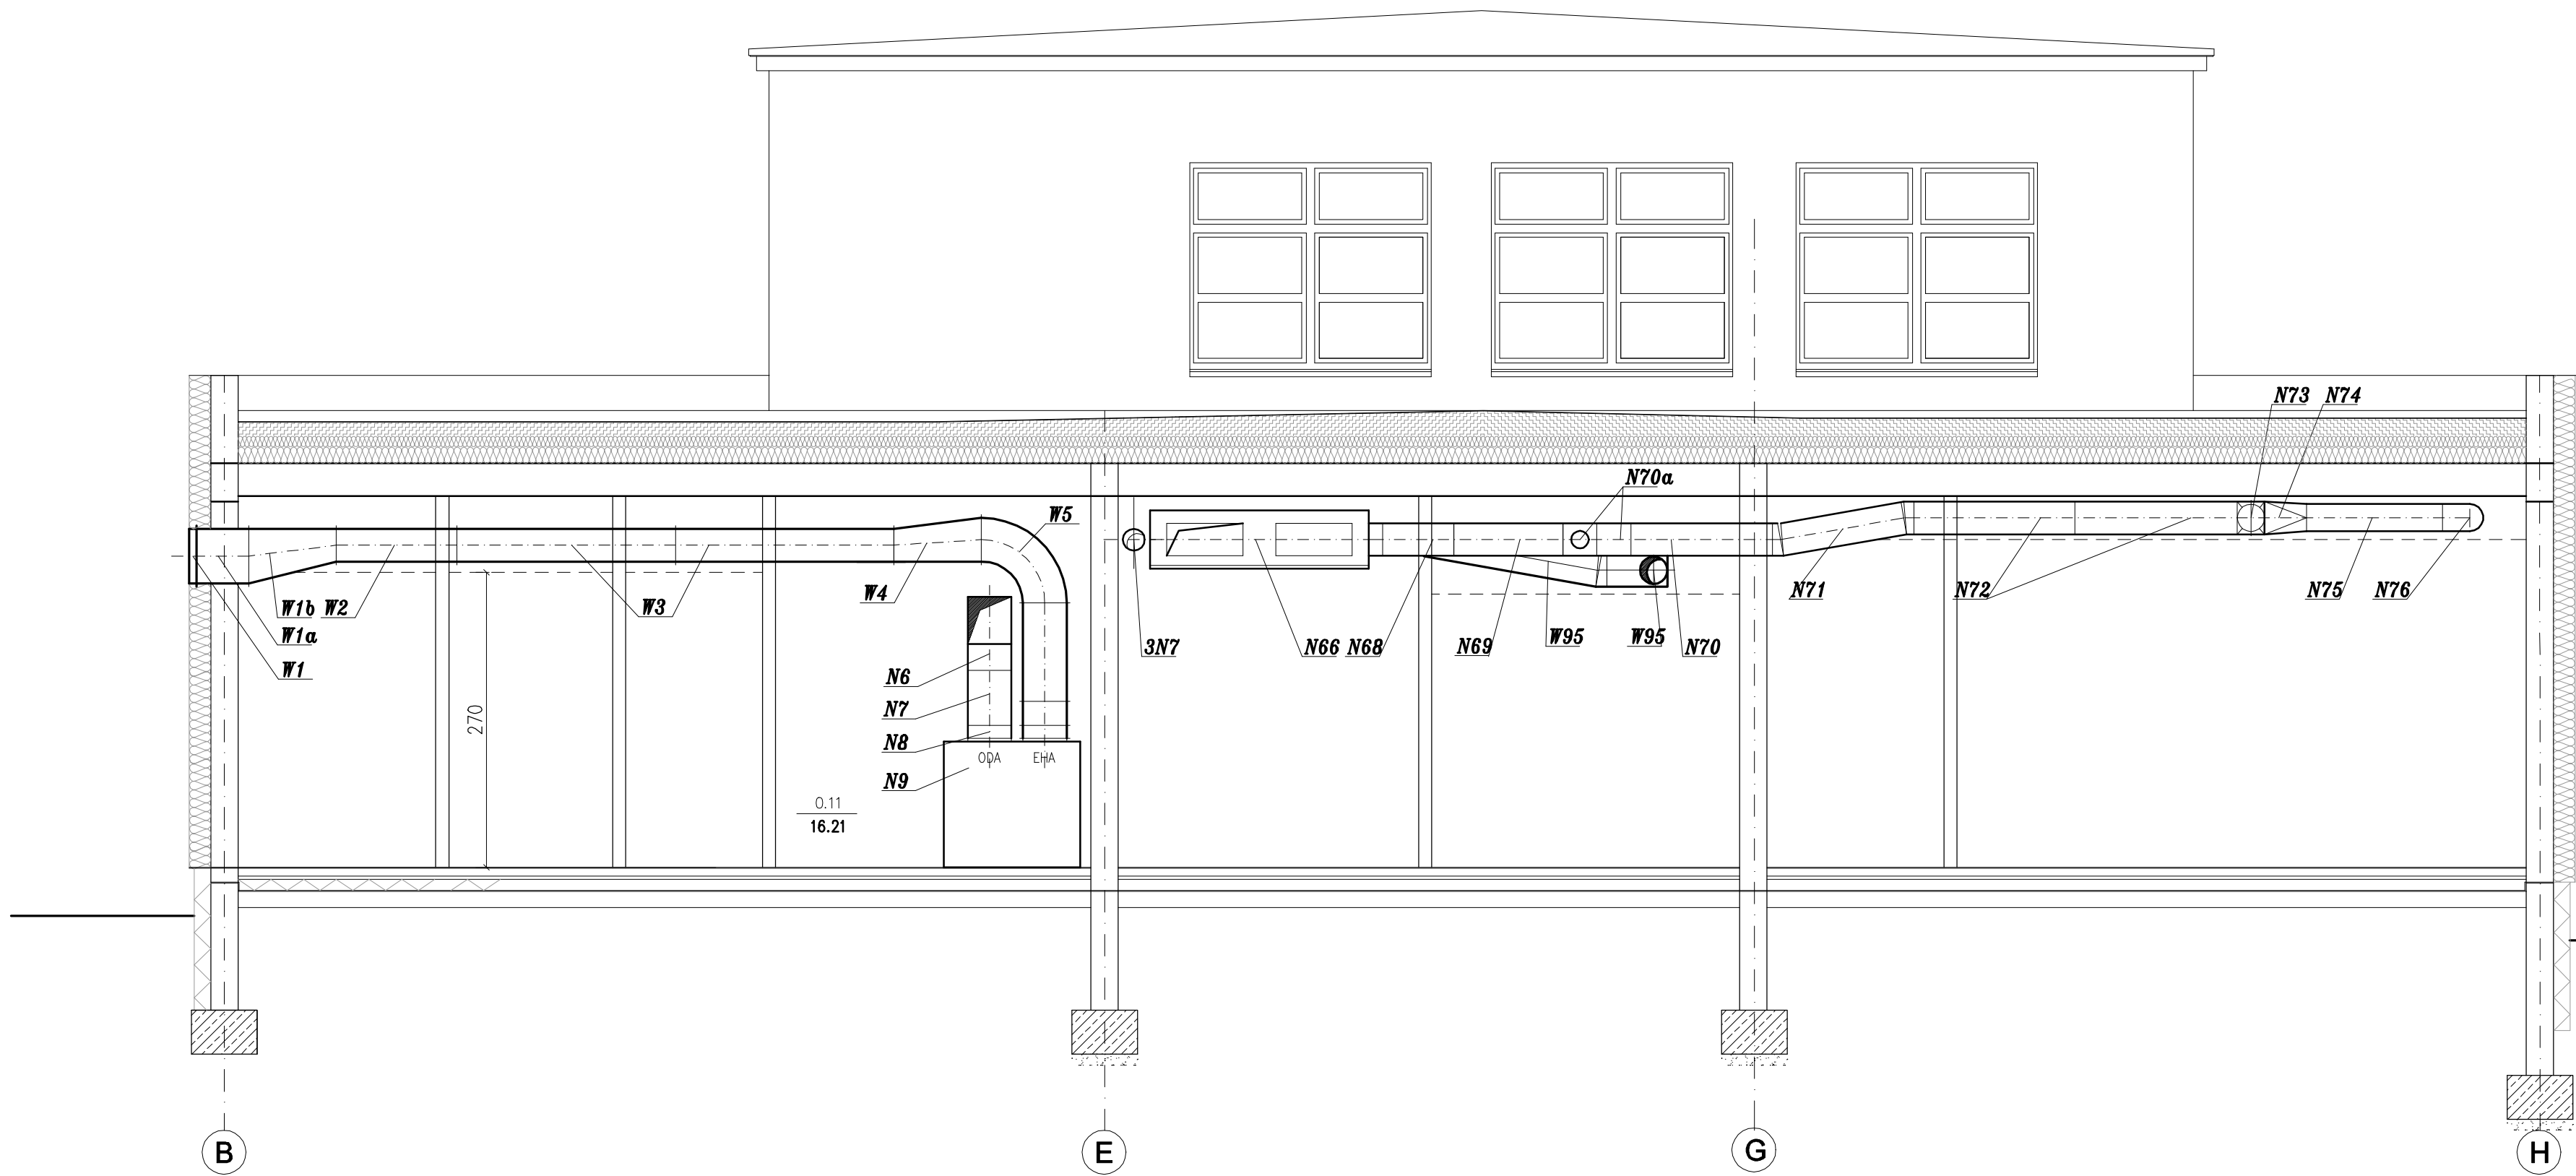 N73 N74
N70a
W5
W4
W1b W2 W3
N71 N72 N75 N76
W1a
3N7 N66 N68 N69 W95 W95 N70
W1
N6
N7
270
N8
ODA EHA
N9
0.11
16.21
B E G H